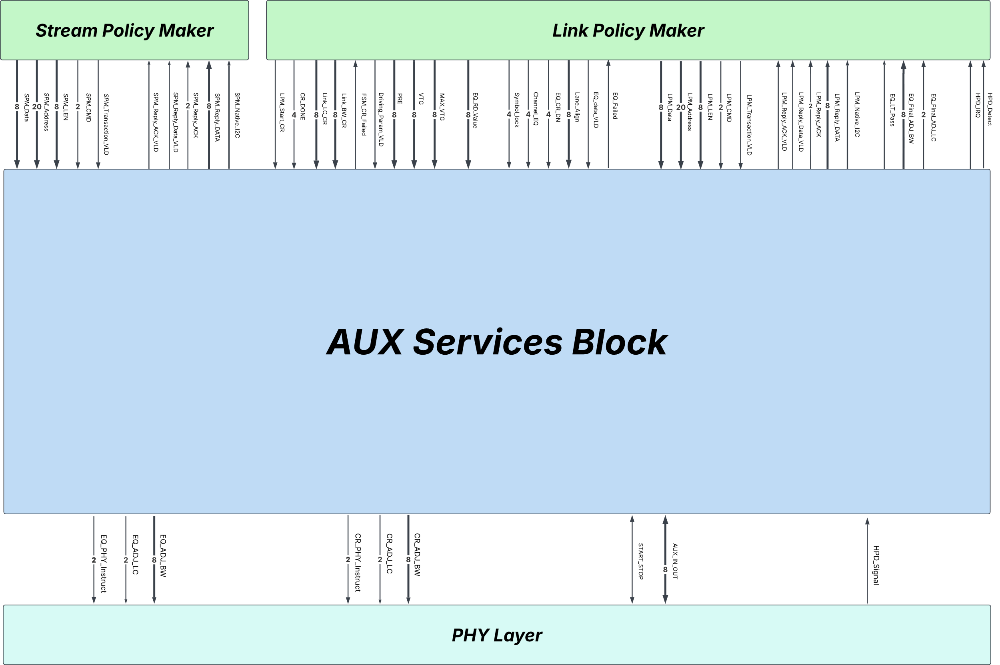 Stream Policy Maker
Link Policy Maker
8
SPM_Data
20
SPM_Address
8
SPM_LEN
2
SPM_CMD
SPM_Transaction_VLD
SPM_Reply_ACK_VLD
SPM_Reply_Data_VLD
2
SPM_Reply_ACK
8
SPM_Reply_DATA
SPM_Native_I2C
LPM_Start_CR
4
CR_DONE
8
Link_LC_CR
8
Link_BW_CR
FSM_CR_Failed
Driving_Param_VLD
8
PRE
8
VTG
8
MAX_VTG
8
EQ_RD_Value
4
Symbol_lock
4
Channel_EQ
4
EQ_CR_DN
8
Lane_Align
EQ_data_VLD
EQ_Failed
8
LPM_Data
20
LPM_Address
8
LPM_LEN
2
LPM_CMD
LPM_Transaction_VLD
LPM_Reply_ACK_VLD
LPM_Reply_Data_VLD
2
LPM_Reply_ACK
8
LPM_Reply_DATA
LPM_Native_I2C
EQ_LT_Pass
8
EQ_Final_ADJ_BW
2
EQ_Final_ADJ_LC
HPD_IRQ
HPD_Detect
AUX Services Block
2
EQ_PHY_Instruct
2
EQ_ADJ_LC
8
EQ_ADJ_BW
2
CR_PHY_Instruct
2
CR_ADJ_LC
8
CR_ADJ_BW
START_STOP
8
AUX_IN_OUT
HPD_Signal
PHY Layer